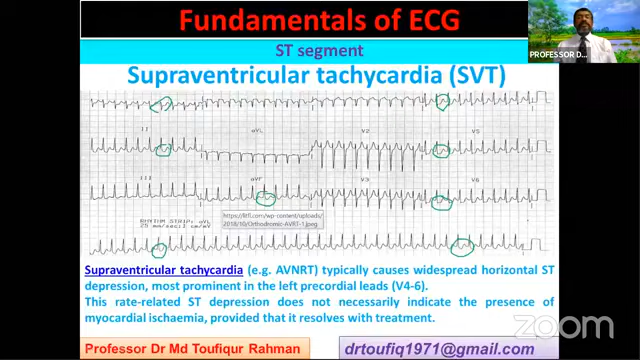 Fundamentals of ECG
PROFESSOR D...
ST segment
Supraventricular tachycardia (SVT)
II
aVL
V2
V5
III
aVF
V3
V6
RHYTHM STRIP: aVL
25 mm/sec;1 cm/mV
https://litfl.com/wp-content/uploads/
2018/10/Orthodromic-AVRT-1.jpeg
Supraventricular tachycardia (e.g. AVNRT) typically causes widespread horizontal ST
depression, most prominent in the left precordial leads (V4-6).
This rate-related ST depression does not necessarily indicate the presence of
myocardial ischaemia, provided that it resolves with treatment.
zoom
Professor Dr Md Toufiqur Rahman
drtoufiq1971@gmail.com